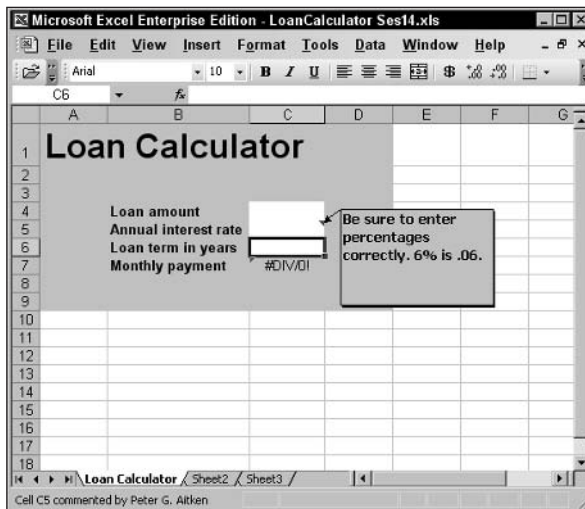 Microsoft Excel Enterprise Edition - LoanCalculator Ses14.xls
File Edit View Insert Format Tools Data Window Help
Arial 10 B I U $ .00 .00
C6 fx
A B C D E F G
1 Loan Calculator
2
3
4 Loan amount
5 Annual interest rate
6 Loan term in years
7 Monthly payment #DIV/0!
Be sure to enter
percentages
correctly. 6% is .06.
8
9
10
11
12
13
14
15
16
17
18
Loan Calculator / Sheet2 / Sheet3 /
Cell C5 commented by Peter G. Aitken